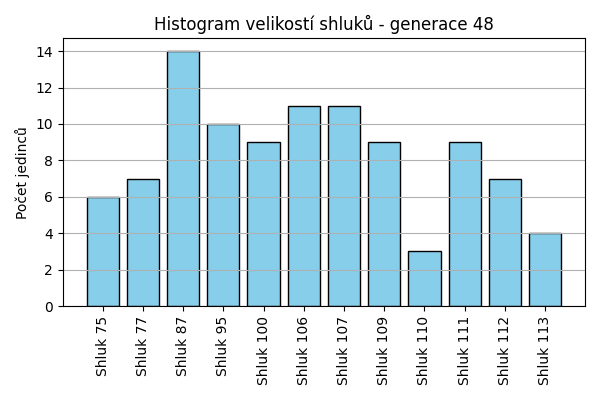 Histogram velikostí shluků - generace 48
Počet jedinců
14
12
10
8
6
4
2
0
Shluk 75
Shluk 77
Shluk 87
Shluk 95
Shluk 100
Shluk 106
Shluk 107
Shluk 109
Shluk 110
Shluk 111
Shluk 112
Shluk 113